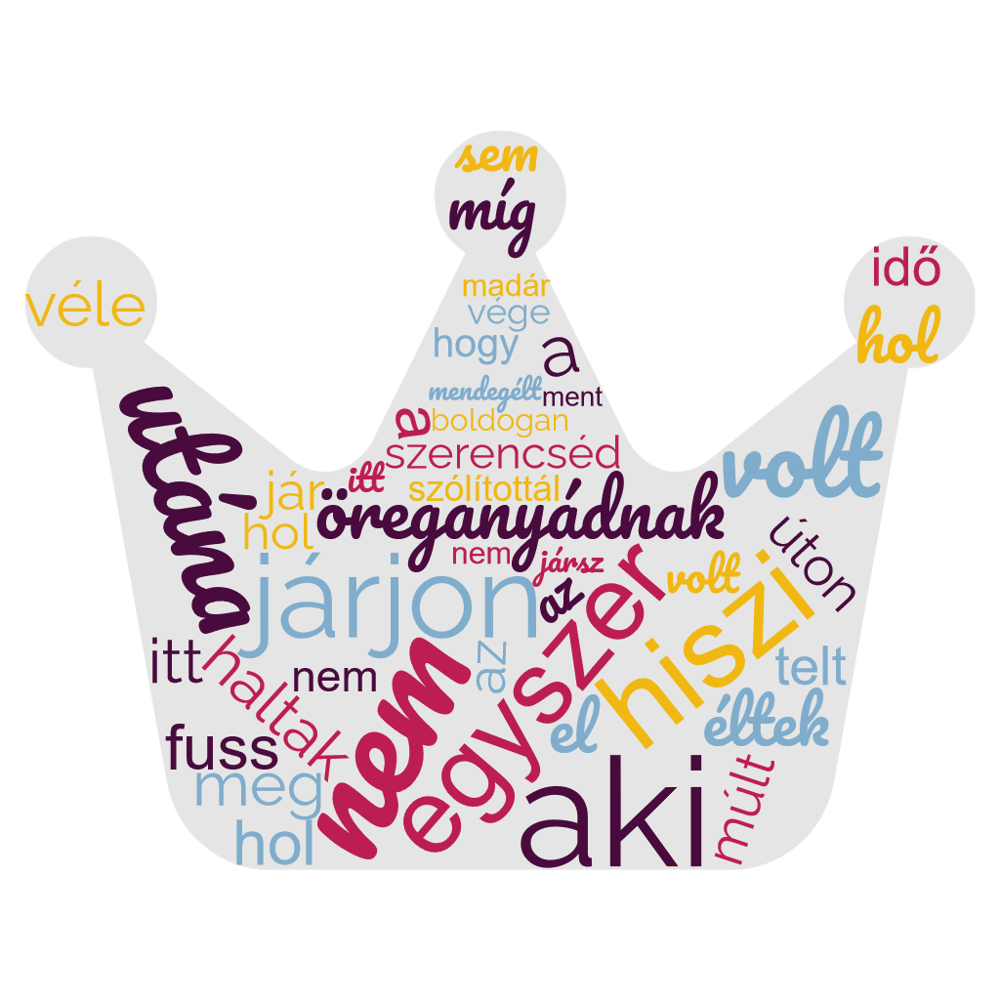 sem
míg
idő
véle
hol
madár
vége
hogy
a
mendegélt
ment
a
boldogan
szerencséd
utána
volt
itt
jár
szólítottál
öreganyádnak
hol
úton
nem
jársz
volt
járjon
az
egyszer
hiszi
itt
haltak
nem
az
telt
nem
el
éltek
fuss
meg
aki
múlt
hol